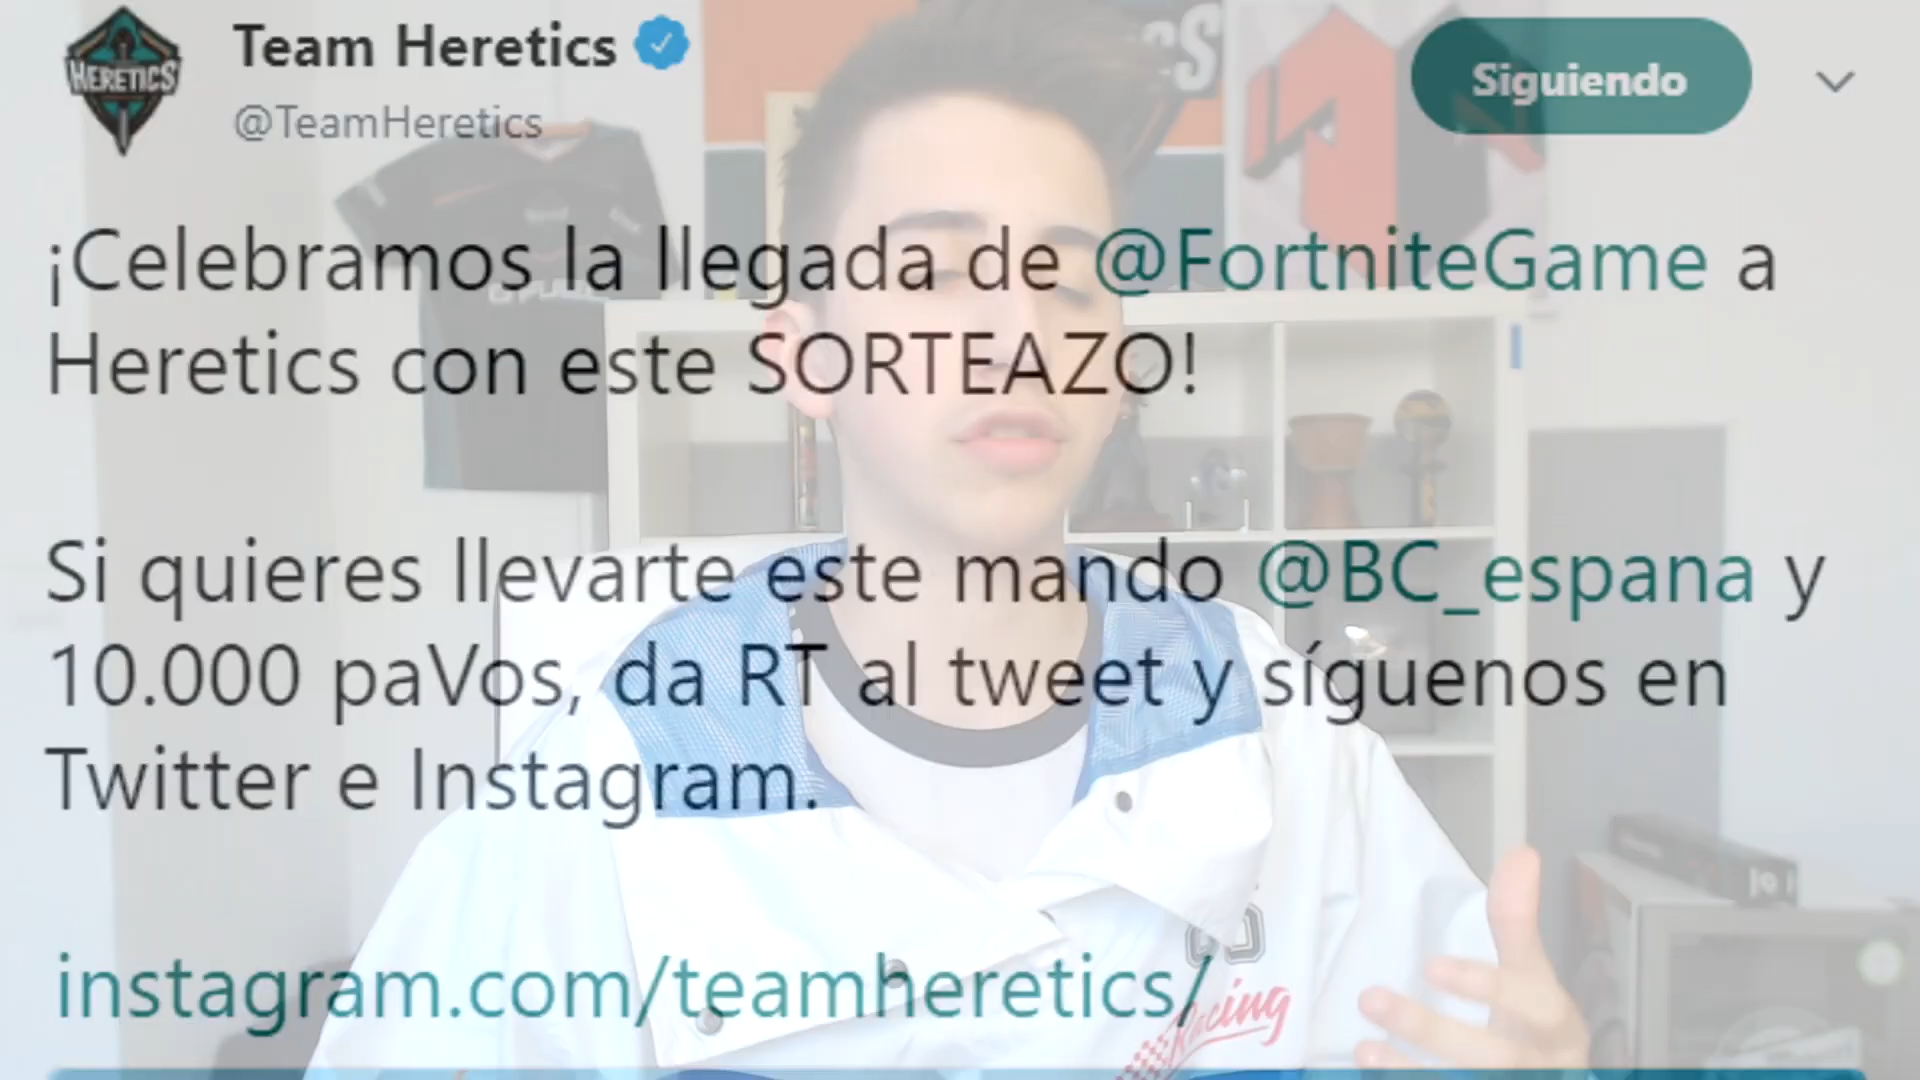 HERETICS
Team Heretics
@TeamHeretics
Siguiendo
¡Celebramos la llegada de @FortniteGame a
Heretics con este SORTEAZO!
Si quieres llevarte este mando @BC_espana y
10.000 paVos, da RT al tweet y síguenos en
Twitter e Instagram.
instagram.com/teamheretics/